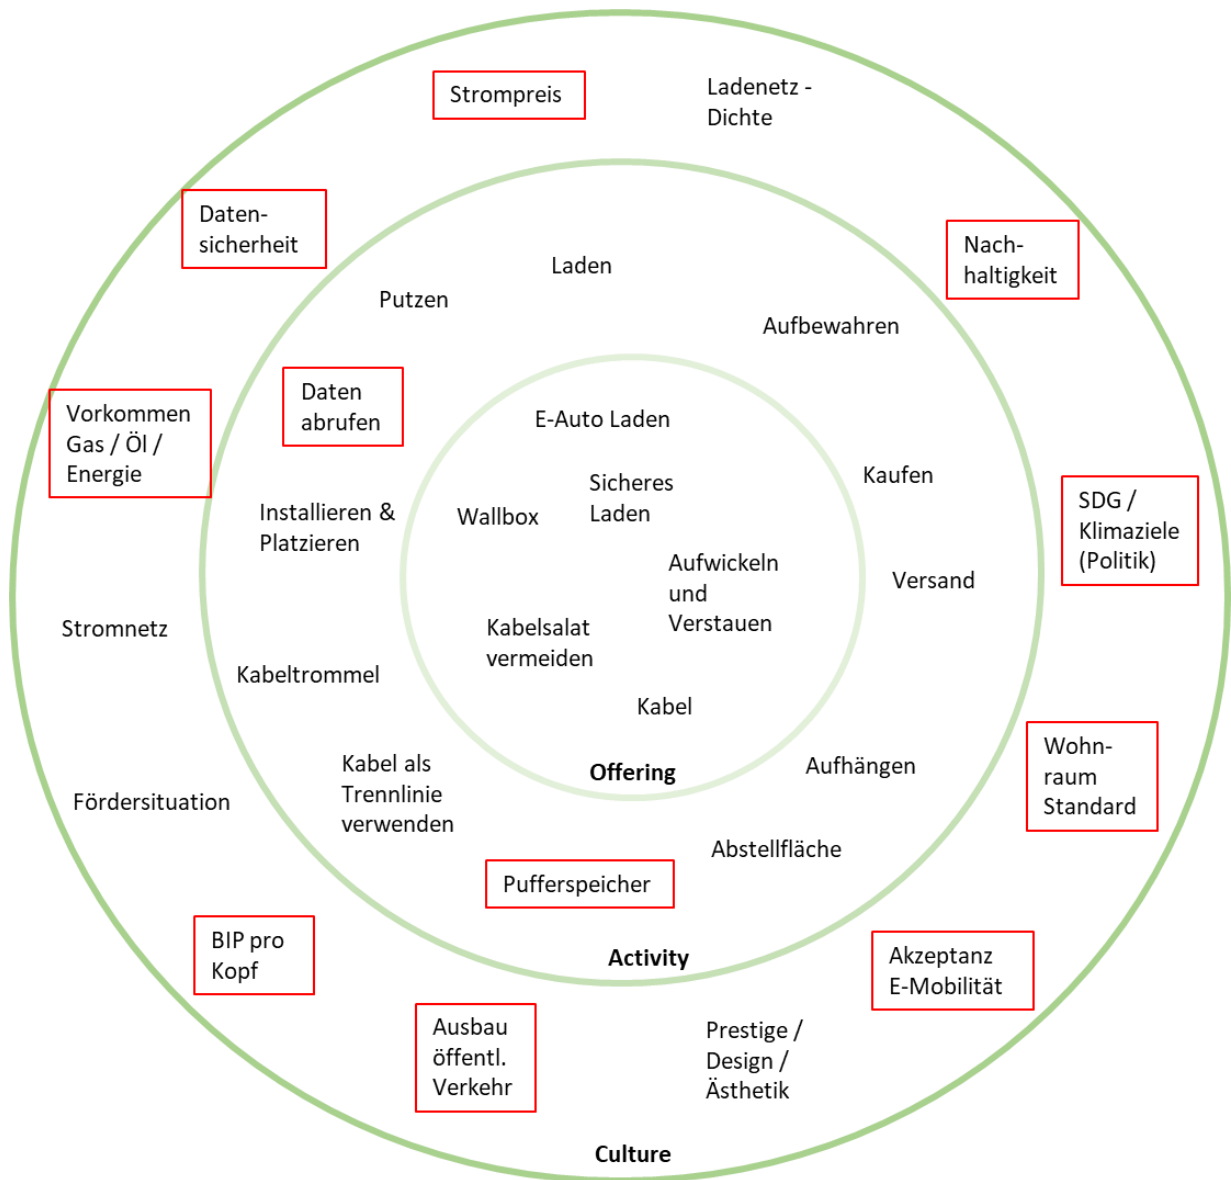 Strompreis
Ladenetz -
Dichte
Daten-
sicherheit
Nach-
haltigkeit
Laden
Putzen
Aufbewahren
Vorkommen
Gas / Öl /
Energie
Daten
abrufen
E-Auto Laden
Kaufen
Sicheres
Laden
Wallbox
Installieren &
Platzieren
SDG /
Klimaziele
(Politik)
Aufwickeln
und
Verstauen
Versand
Stromnetz
Kabelsalat
vermeiden
Kabeltrommel
Kabel
Offering
Wohn-
raum
Standard
Kabel als
Trennlinie
verwenden
Aufhängen
Fördersituation
Abstellfläche
Pufferspeicher
BIP pro
Kopf
Activity
Akzeptanz
E-Mobilität
Ausbau
öffentl.
Verkehr
Prestige /
Design /
Ästhetik
Culture